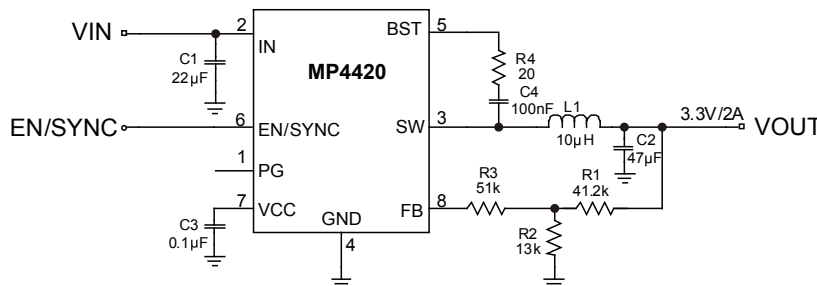 VIN
2
IN
C1
22µF
MP4420
BST
5
R4
20
C4
100nF
EN/SYNC
6
EN/SYNC
SW
3
L1
10µH
3.3V/2A
VOUT
C2
47µF
1
PG
7
VCC
C3
0.1µF
GND
4
FB
8
R3
51k
R1
41.2k
R2
13k